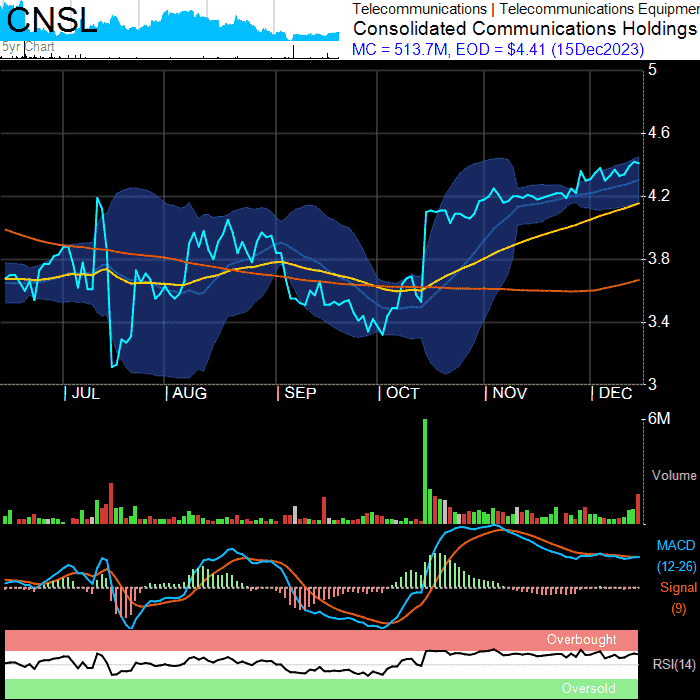 CNSL
5yr Chart
Telecommunications | Telecommunications Equipmen
Consolidated Communications Holdings
MC = 513.7M, EOD = $4.41 (15Dec2023)
5
4.6
4.2
3.8
3.4
3
JUL
AUG
SEP
OCT
NOV
DEC
6M
Volume
MACD
(12-26)
Signal
(9)
Overbought
RSI(14)
Oversold